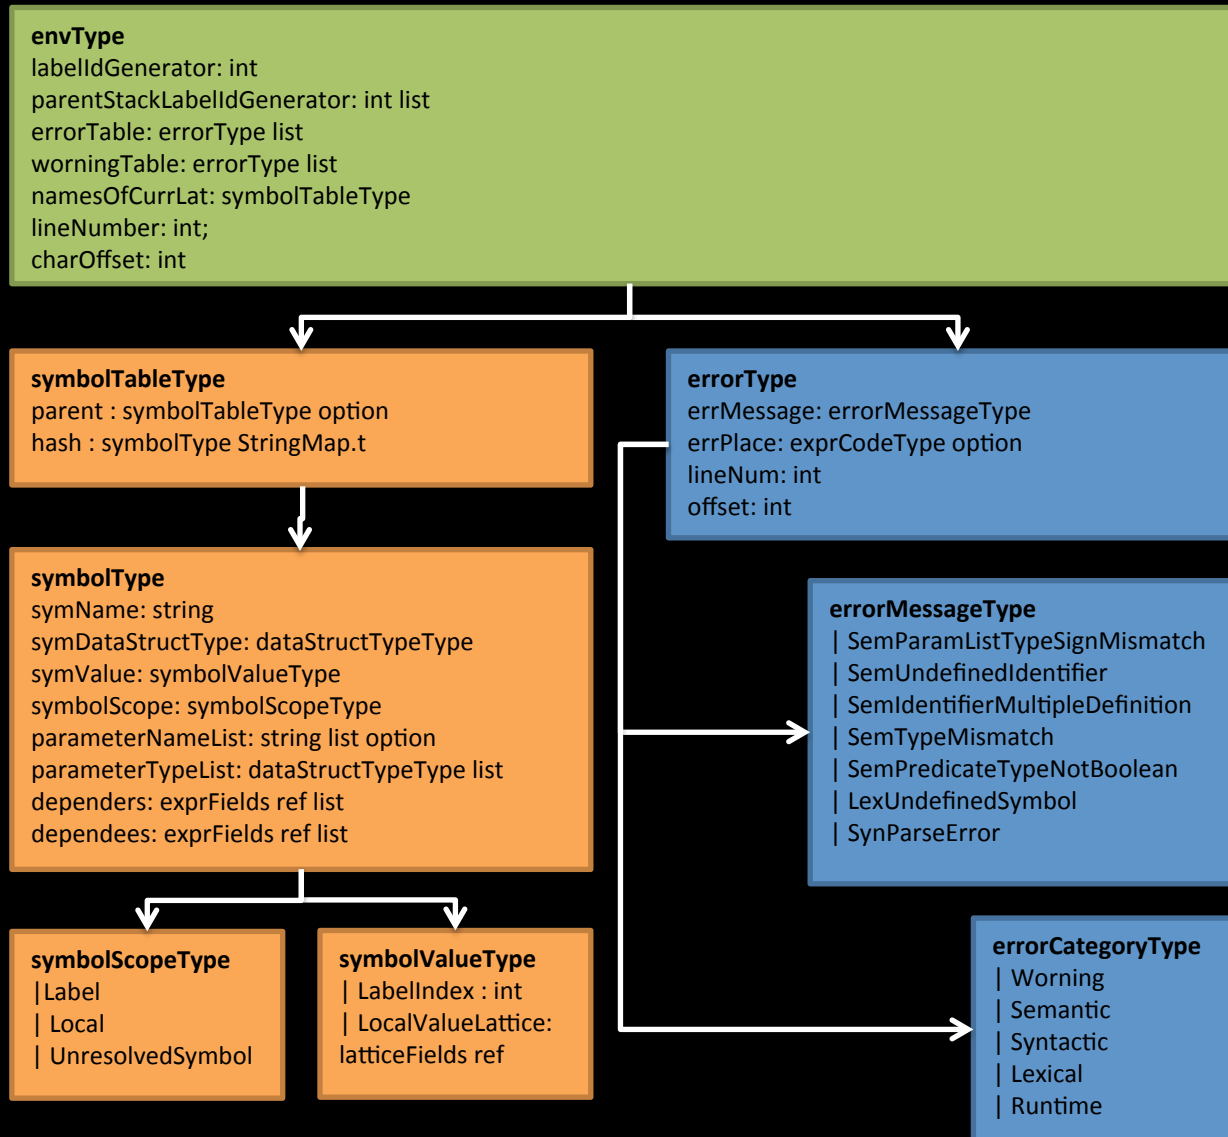 envType
labelIdGenerator: int
parentStackLabelIdGenerator: int list
errorTable: errorType list
worningTable: errorType list
namesOfCurrLat: symbolTableType
lineNumber: int;
charOffset: int
symbolTableType
parent : symbolTableType option
hash : symbolType StringMap.t
errorType
errMessage: errorMessageType
errPlace: exprCodeType option
lineNum: int
offset: int
symbolType
symName: string
symDataStructType: dataStructTypeType
symValue: symbolValueType
symbolScope: symbolScopeType
parameterNameList: string list option
parameterTypeList: dataStructTypeType list
dependers: exprFields ref list
dependees: exprFields ref list
errorMessageType
| SemParamListTypeSignMismatch
| SemUndefinedIdentifier
| SemIdentifierMultipleDefinition
| SemTypeMismatch
| SemPredicateTypeNotBoolean
| LexUndefinedSymbol
| SynParseError
symbolScopeType
|Label
| Local
| UnresolvedSymbol
symbolValueType
| LabelIndex : int
| LocalValueLattice:
latticeFields ref
errorCategoryType
| Worning
| Semantic
| Syntactic
| Lexical
| Runtime